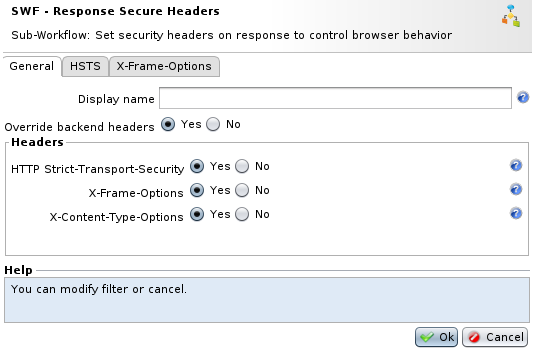 SWF - Response Secure Headers
Sub-Workflow: Set security headers on response to control browser behavior
General HSTS X-Frame-Options
Display name
Override backend headers Yes No
Headers
HTTP Strict-Transport-Security Yes No
X-Frame-Options Yes No
X-Content-Type-Options Yes No
Help
You can modify filter or cancel.
Ok Cancel